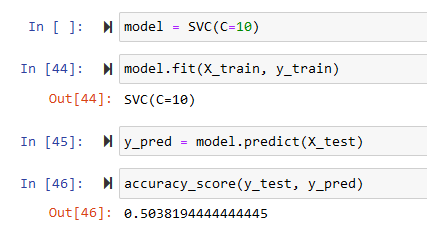 In [ ]: model = SVC(C=10)
In [44]: model.fit(X_train, y_train)
Out[44]: SVC(C=10)
In [45]: y_pred = model.predict(X_test)
In [46]: accuracy_score(y_test, y_pred)
Out[46]: 0.5038194444444445